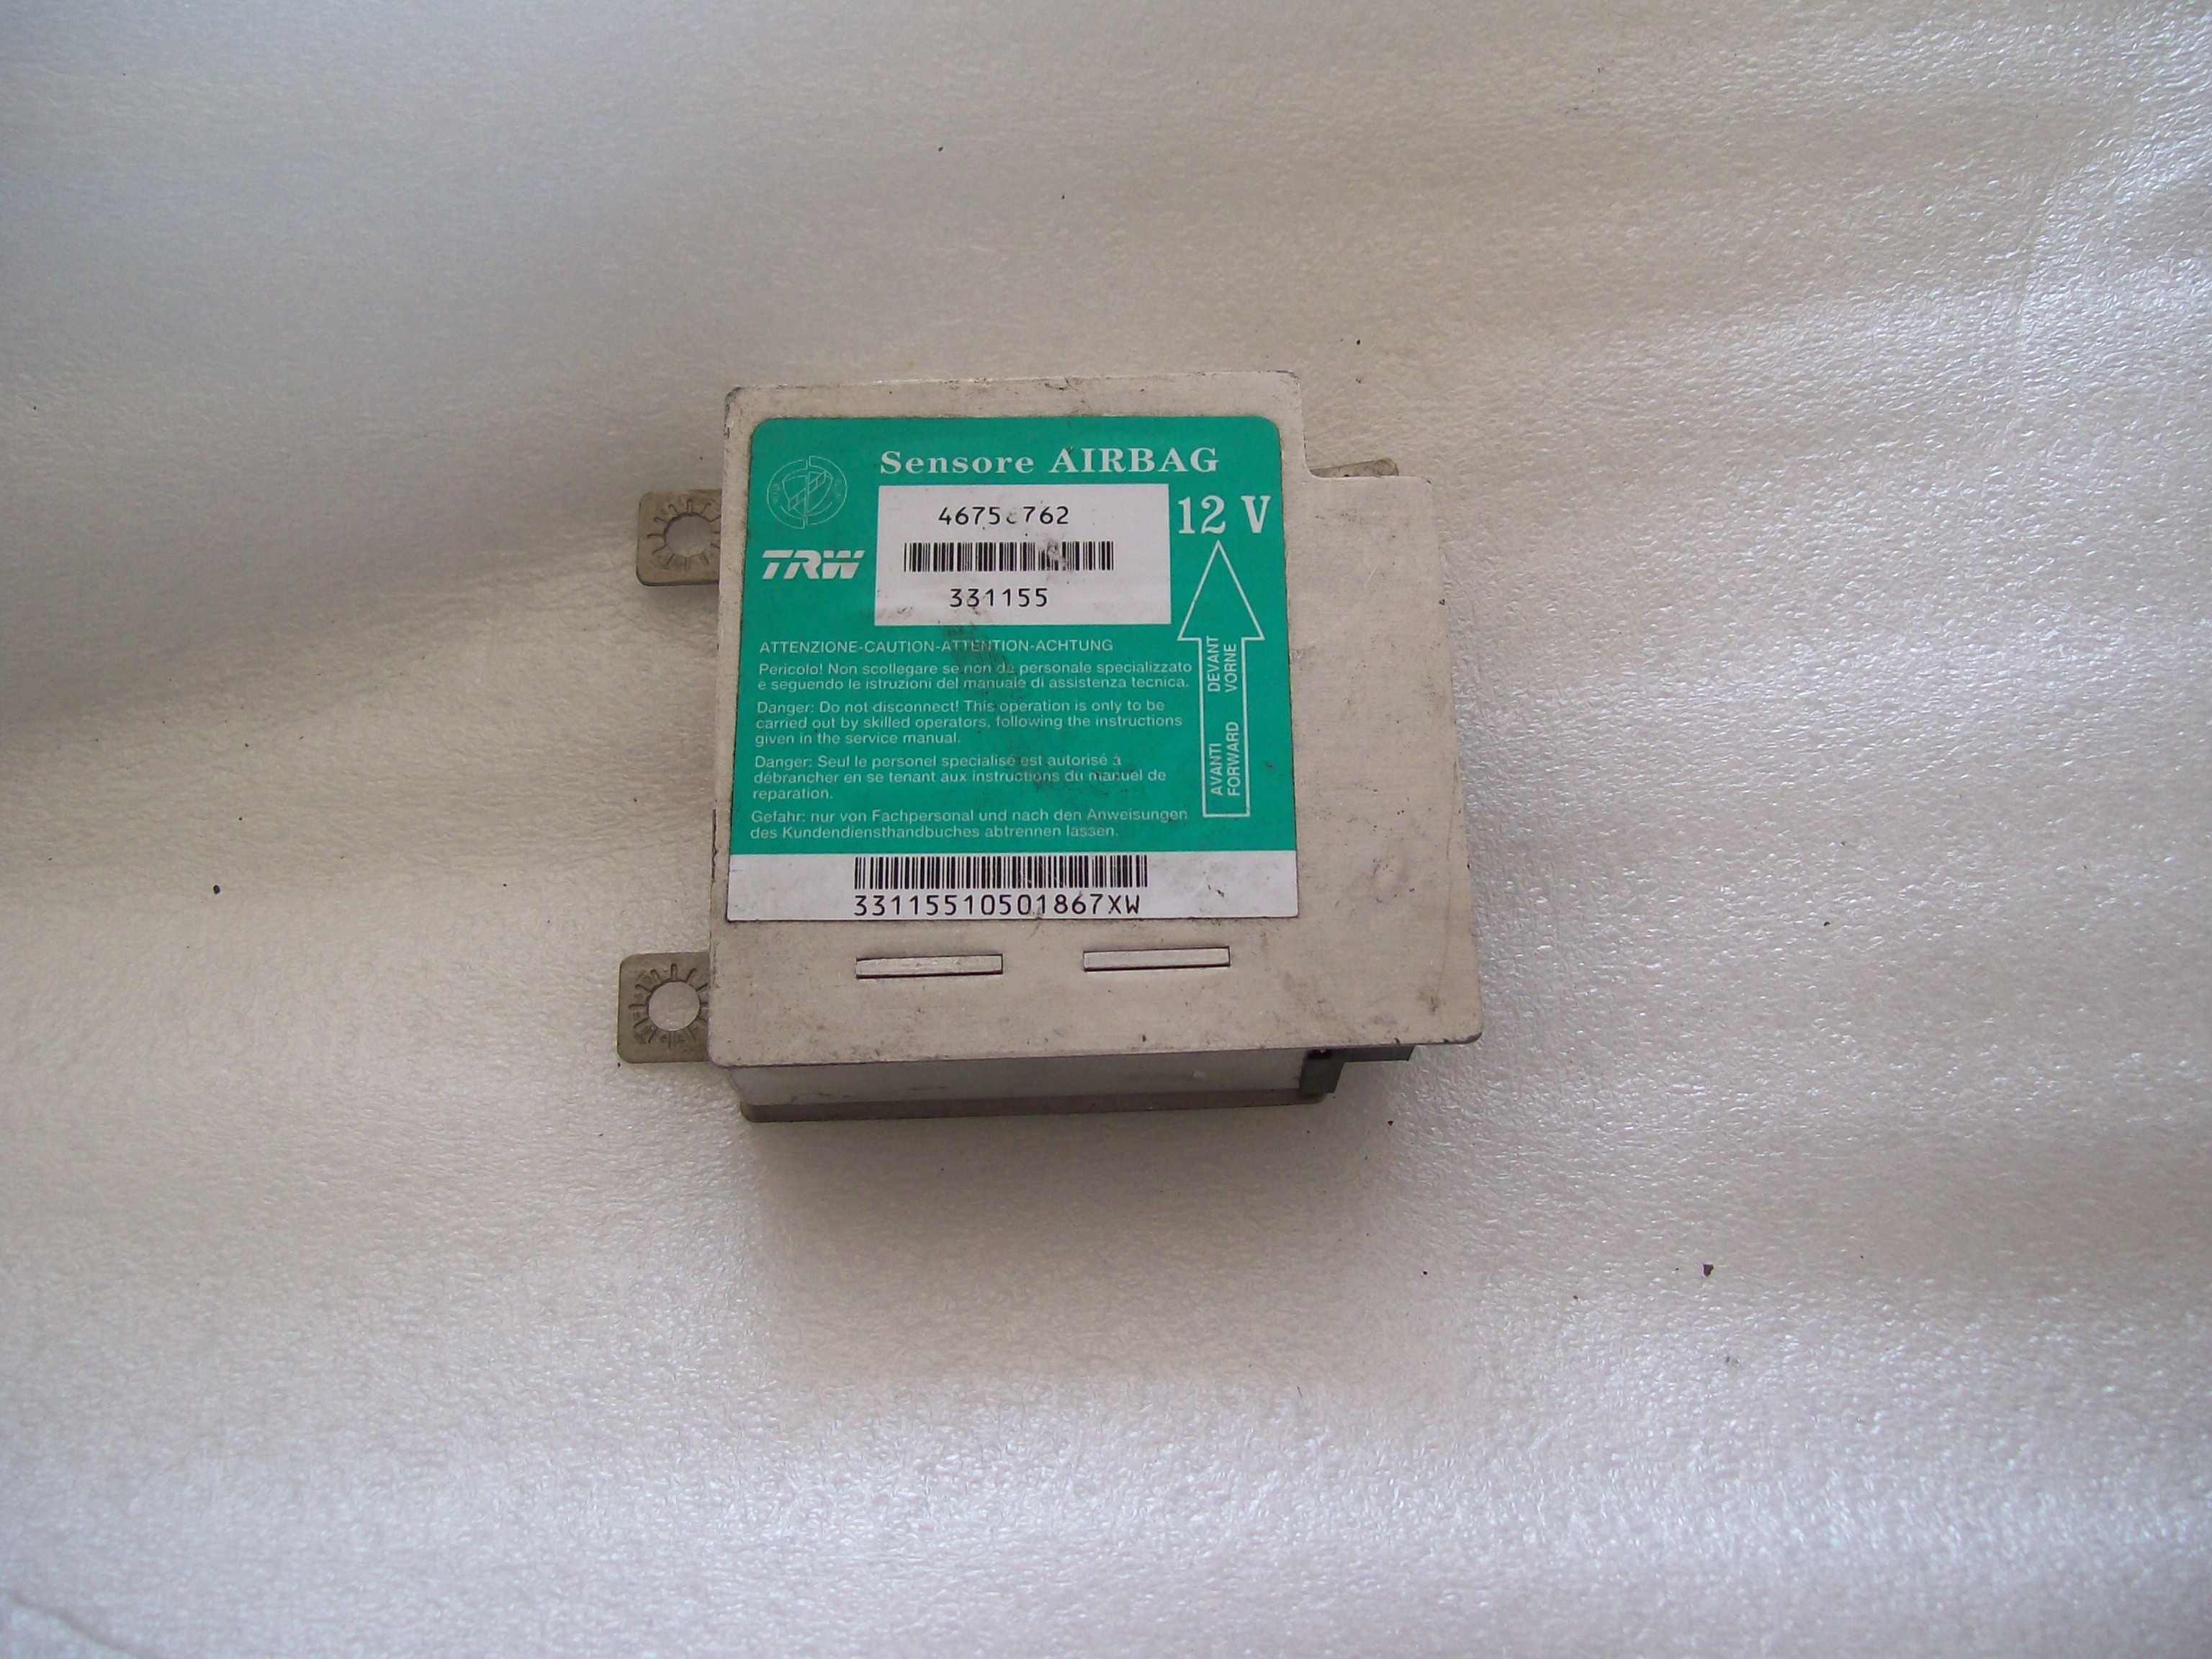 Sensore AIRBAG
12 V
TRW
331155
ATTENZIONE-CAUTION-ATTENTION-ACHTUNG
Pericolo! Non scollegare se non da personale specializzato
e seguendo le istruzioni del manuale di assistenza tecnica.
Danger: Do not disconnect! This operation is only to be
carried out by skilled operators, following the instructions
given in the service manual.
Danger: Seul le personel specialisé est autorisé à
débrancher en se tenant aux instructions du manuel de
reparation.
Gefahr: nur von Fachpersonal und nach den Anweisungen
des Kundendiensthandbuches abtrennen lassen.
AVANTI DEVANT
FORWARD VORNE
33115510501867XW